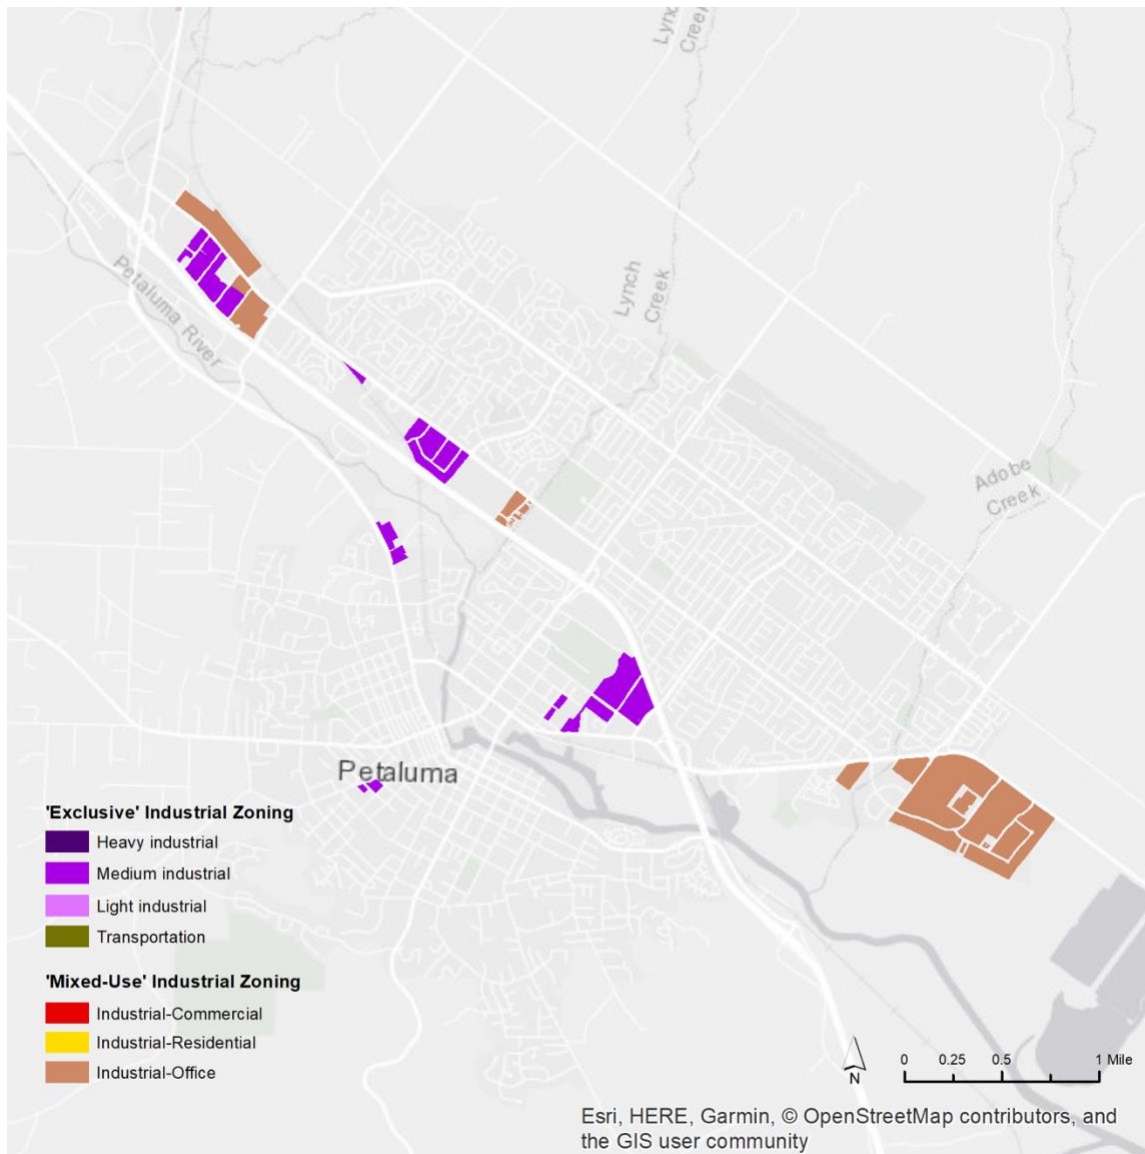 Lynch
Creek
Petaluma River
Lynch
Creek
Adobe
Creek
Petaluma
'Exclusive' Industrial Zoning
Heavy industrial
Medium industrial
Light industrial
Transportation
'Mixed-Use' Industrial Zoning
Industrial-Commercial
Industrial-Residential
Industrial-Office
N
0 0.25 0.5 1 Mile
Esri, HERE, Garmin, © OpenStreetMap contributors, and
the GIS user community